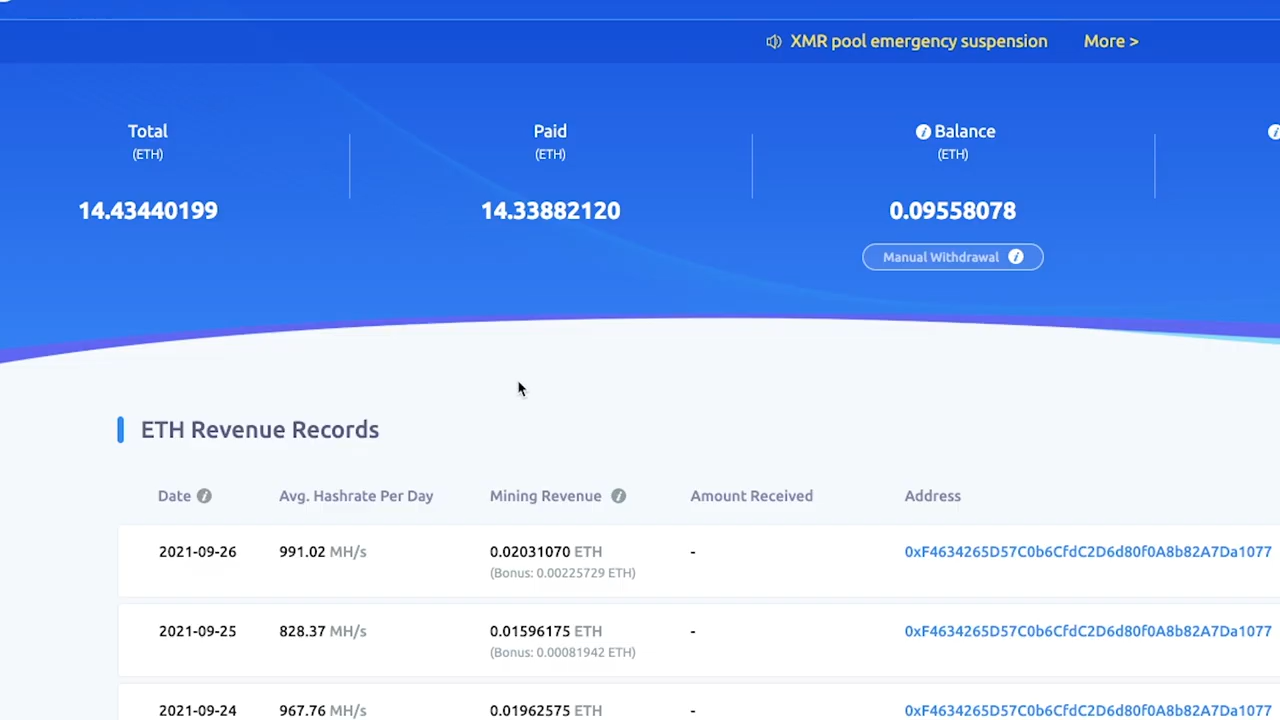 XMR pool emergency suspension More >
Total Paid Balance
(ETH) (ETH) (ETH)
14.43440199 14.33882120 0.09558078
Manual Withdrawal
ETH Revenue Records
Date Avg. Hashrate Per Day Mining Revenue Amount Received Address
2021-09-26 991.02 MH/s 0.02031070 ETH - 0xF4634265D57C0b6CfdC2D6d80f0A8b82A7Da1077
(Bonus: 0.00225729 ETH)
2021-09-25 828.37 MH/s 0.01596175 ETH - 0xF4634265D57C0b6CfdC2D6d80f0A8b82A7Da1077
(Bonus: 0.00081942 ETH)
2021-09-24 967.76 MH/s 0.01962575 ETH - 0xF4634265D57C0b6CfdC2D6d80f0A8b82A7Da1077